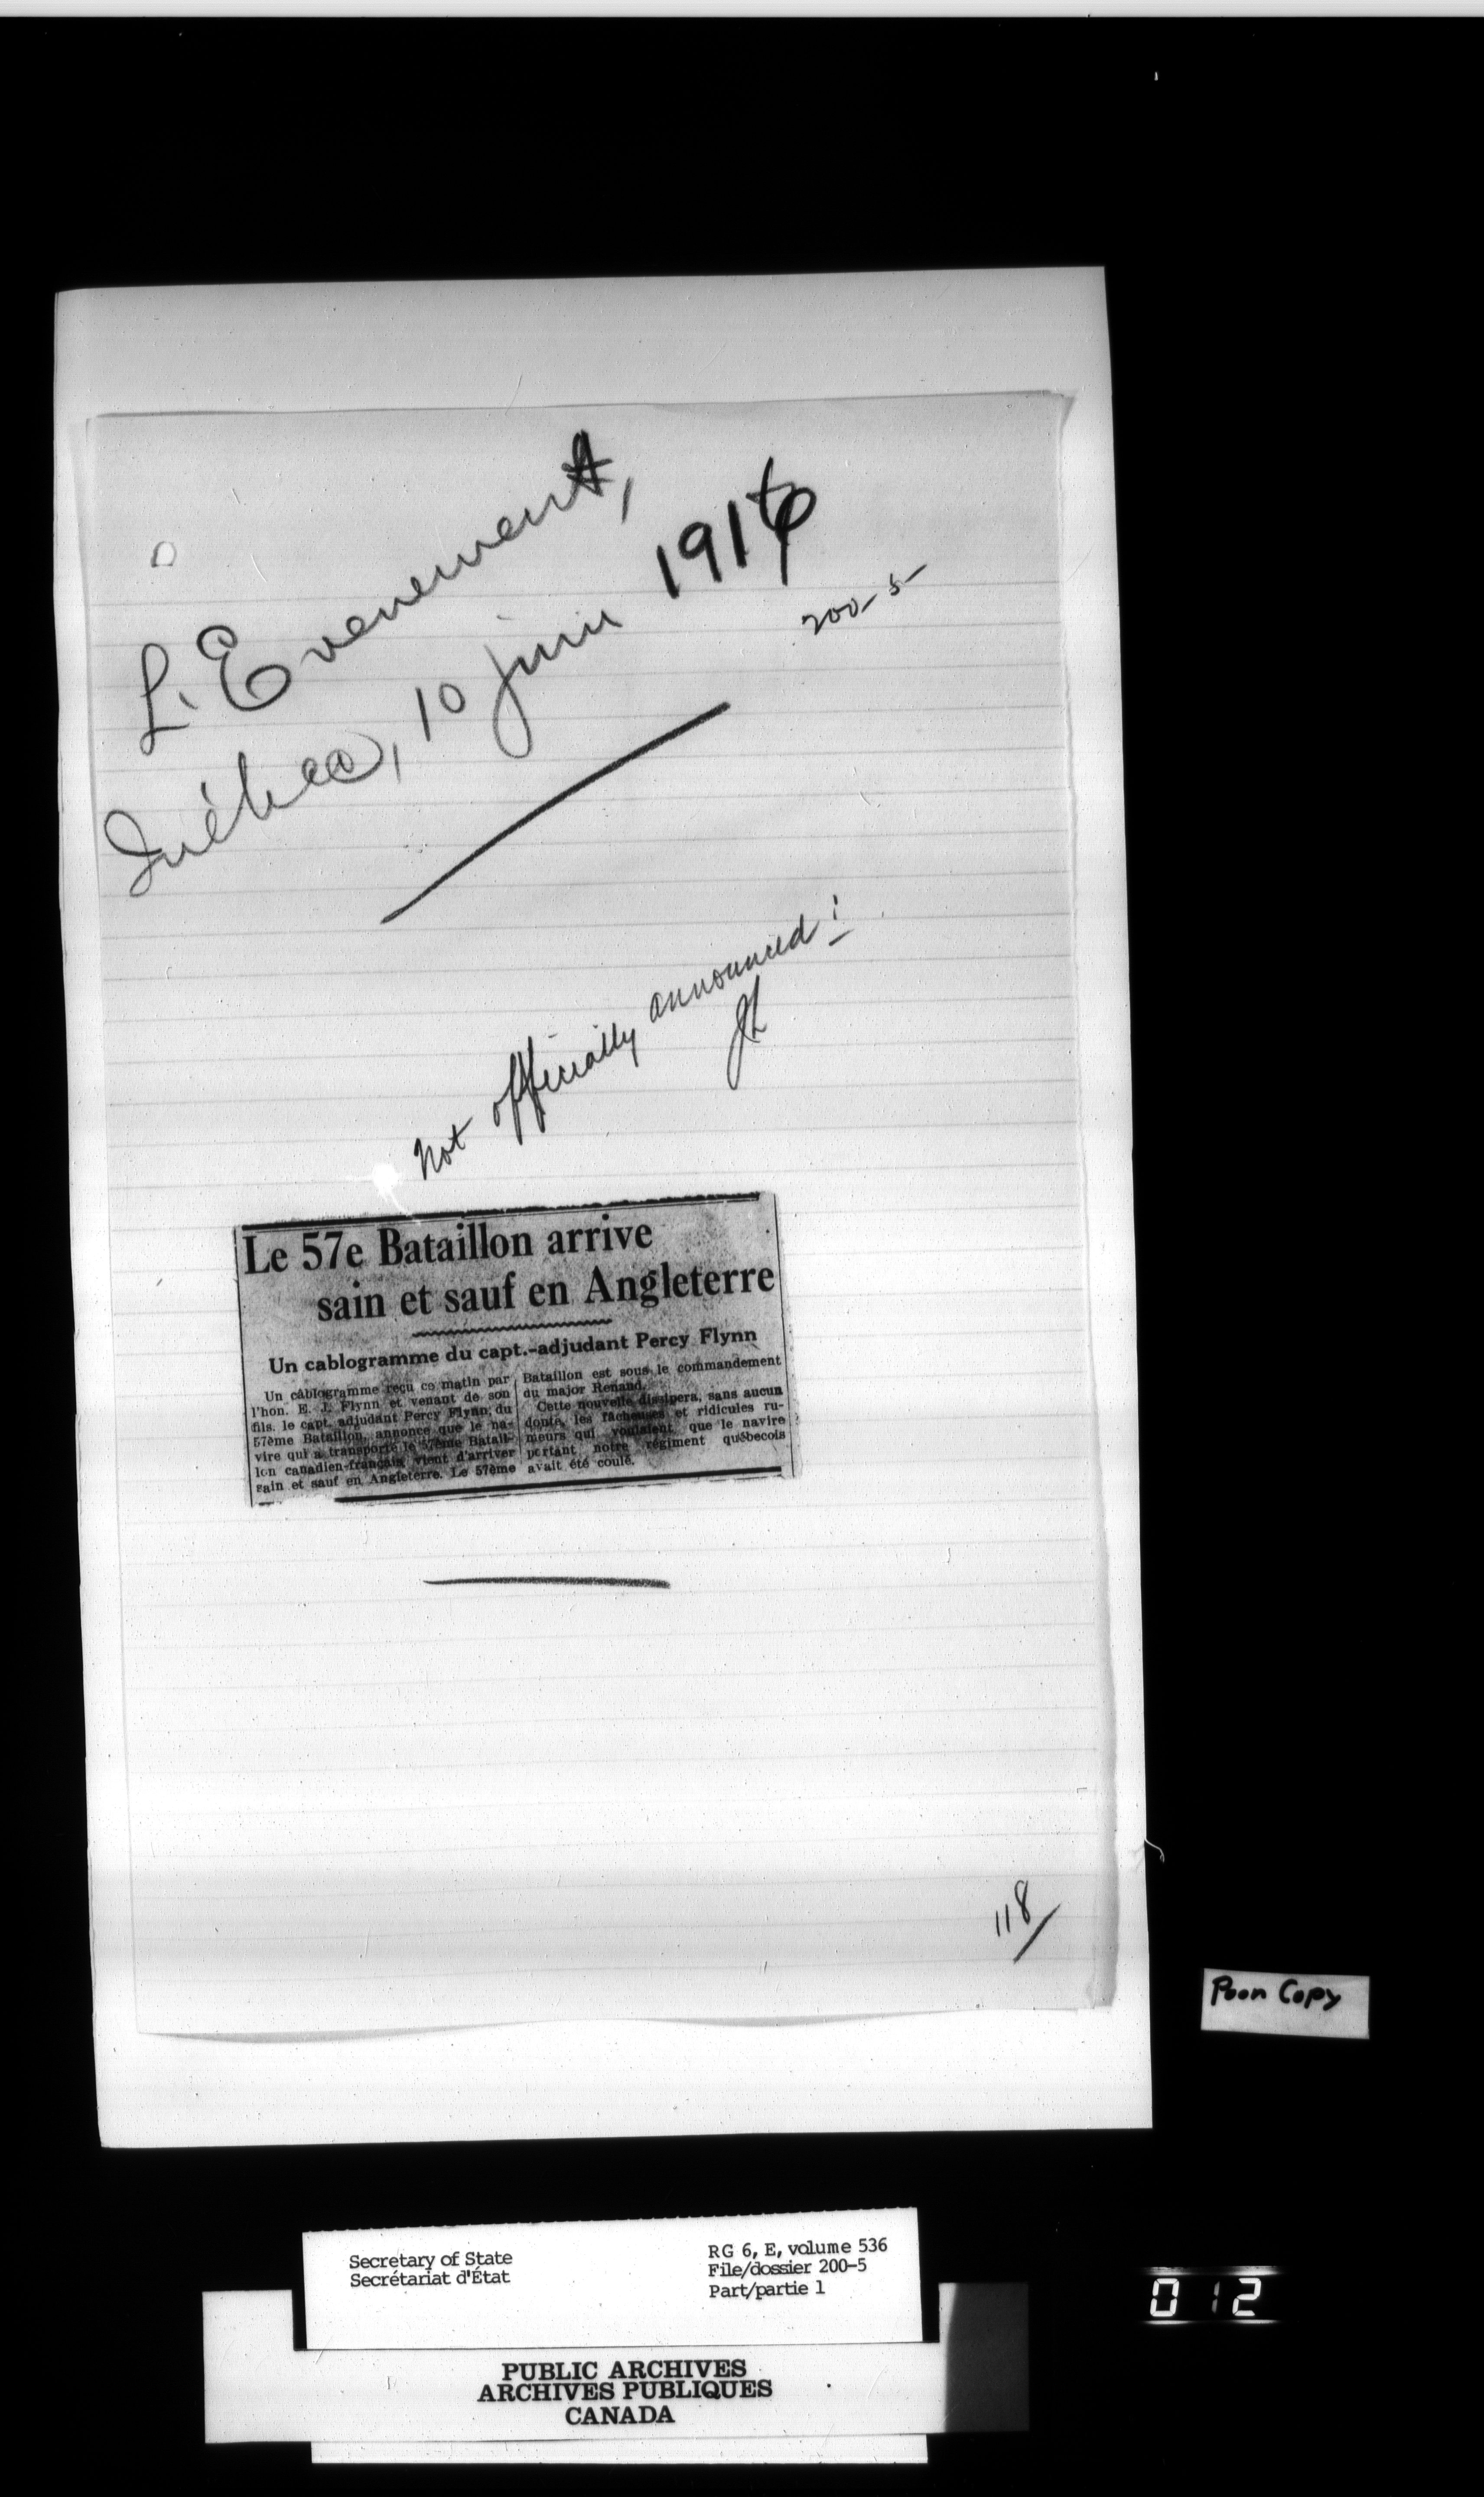 L'Evenement,
Québec, 10 juin 1916
200-5-
Not officially announced!
JL
Le 57e Bataillon arrive
sain et sauf en Angleterre
Un cablogramme du capt.-adjudant Percy Flynn
Un câblogramme reçu ce matin par
l'hon. E. J. Flynn et venant de son
fils, le capt. adjudant Percy Flynn, du
57ème Bataillon, annonce que le na-
vire qui a transporté le 57ème Batail-
lon canadien-français vient d'arriver
sain et sauf en Angleterre. Le 57ème
Bataillon est sous le commandement
du major Renaud.
Cette nouvelle dissipera, sans aucun
doute, les fâcheuses et ridicules ru-
meurs qui voulaient que le navire
portant notre régiment québecois
avait été coulé.
118
Poor Copy
Secretary of State
Secrétariat d'État
RG 6, E, volume 536
File/dossier 200-5
Part/partie 1
PUBLIC ARCHIVES
ARCHIVES PUBLIQUES
CANADA
012